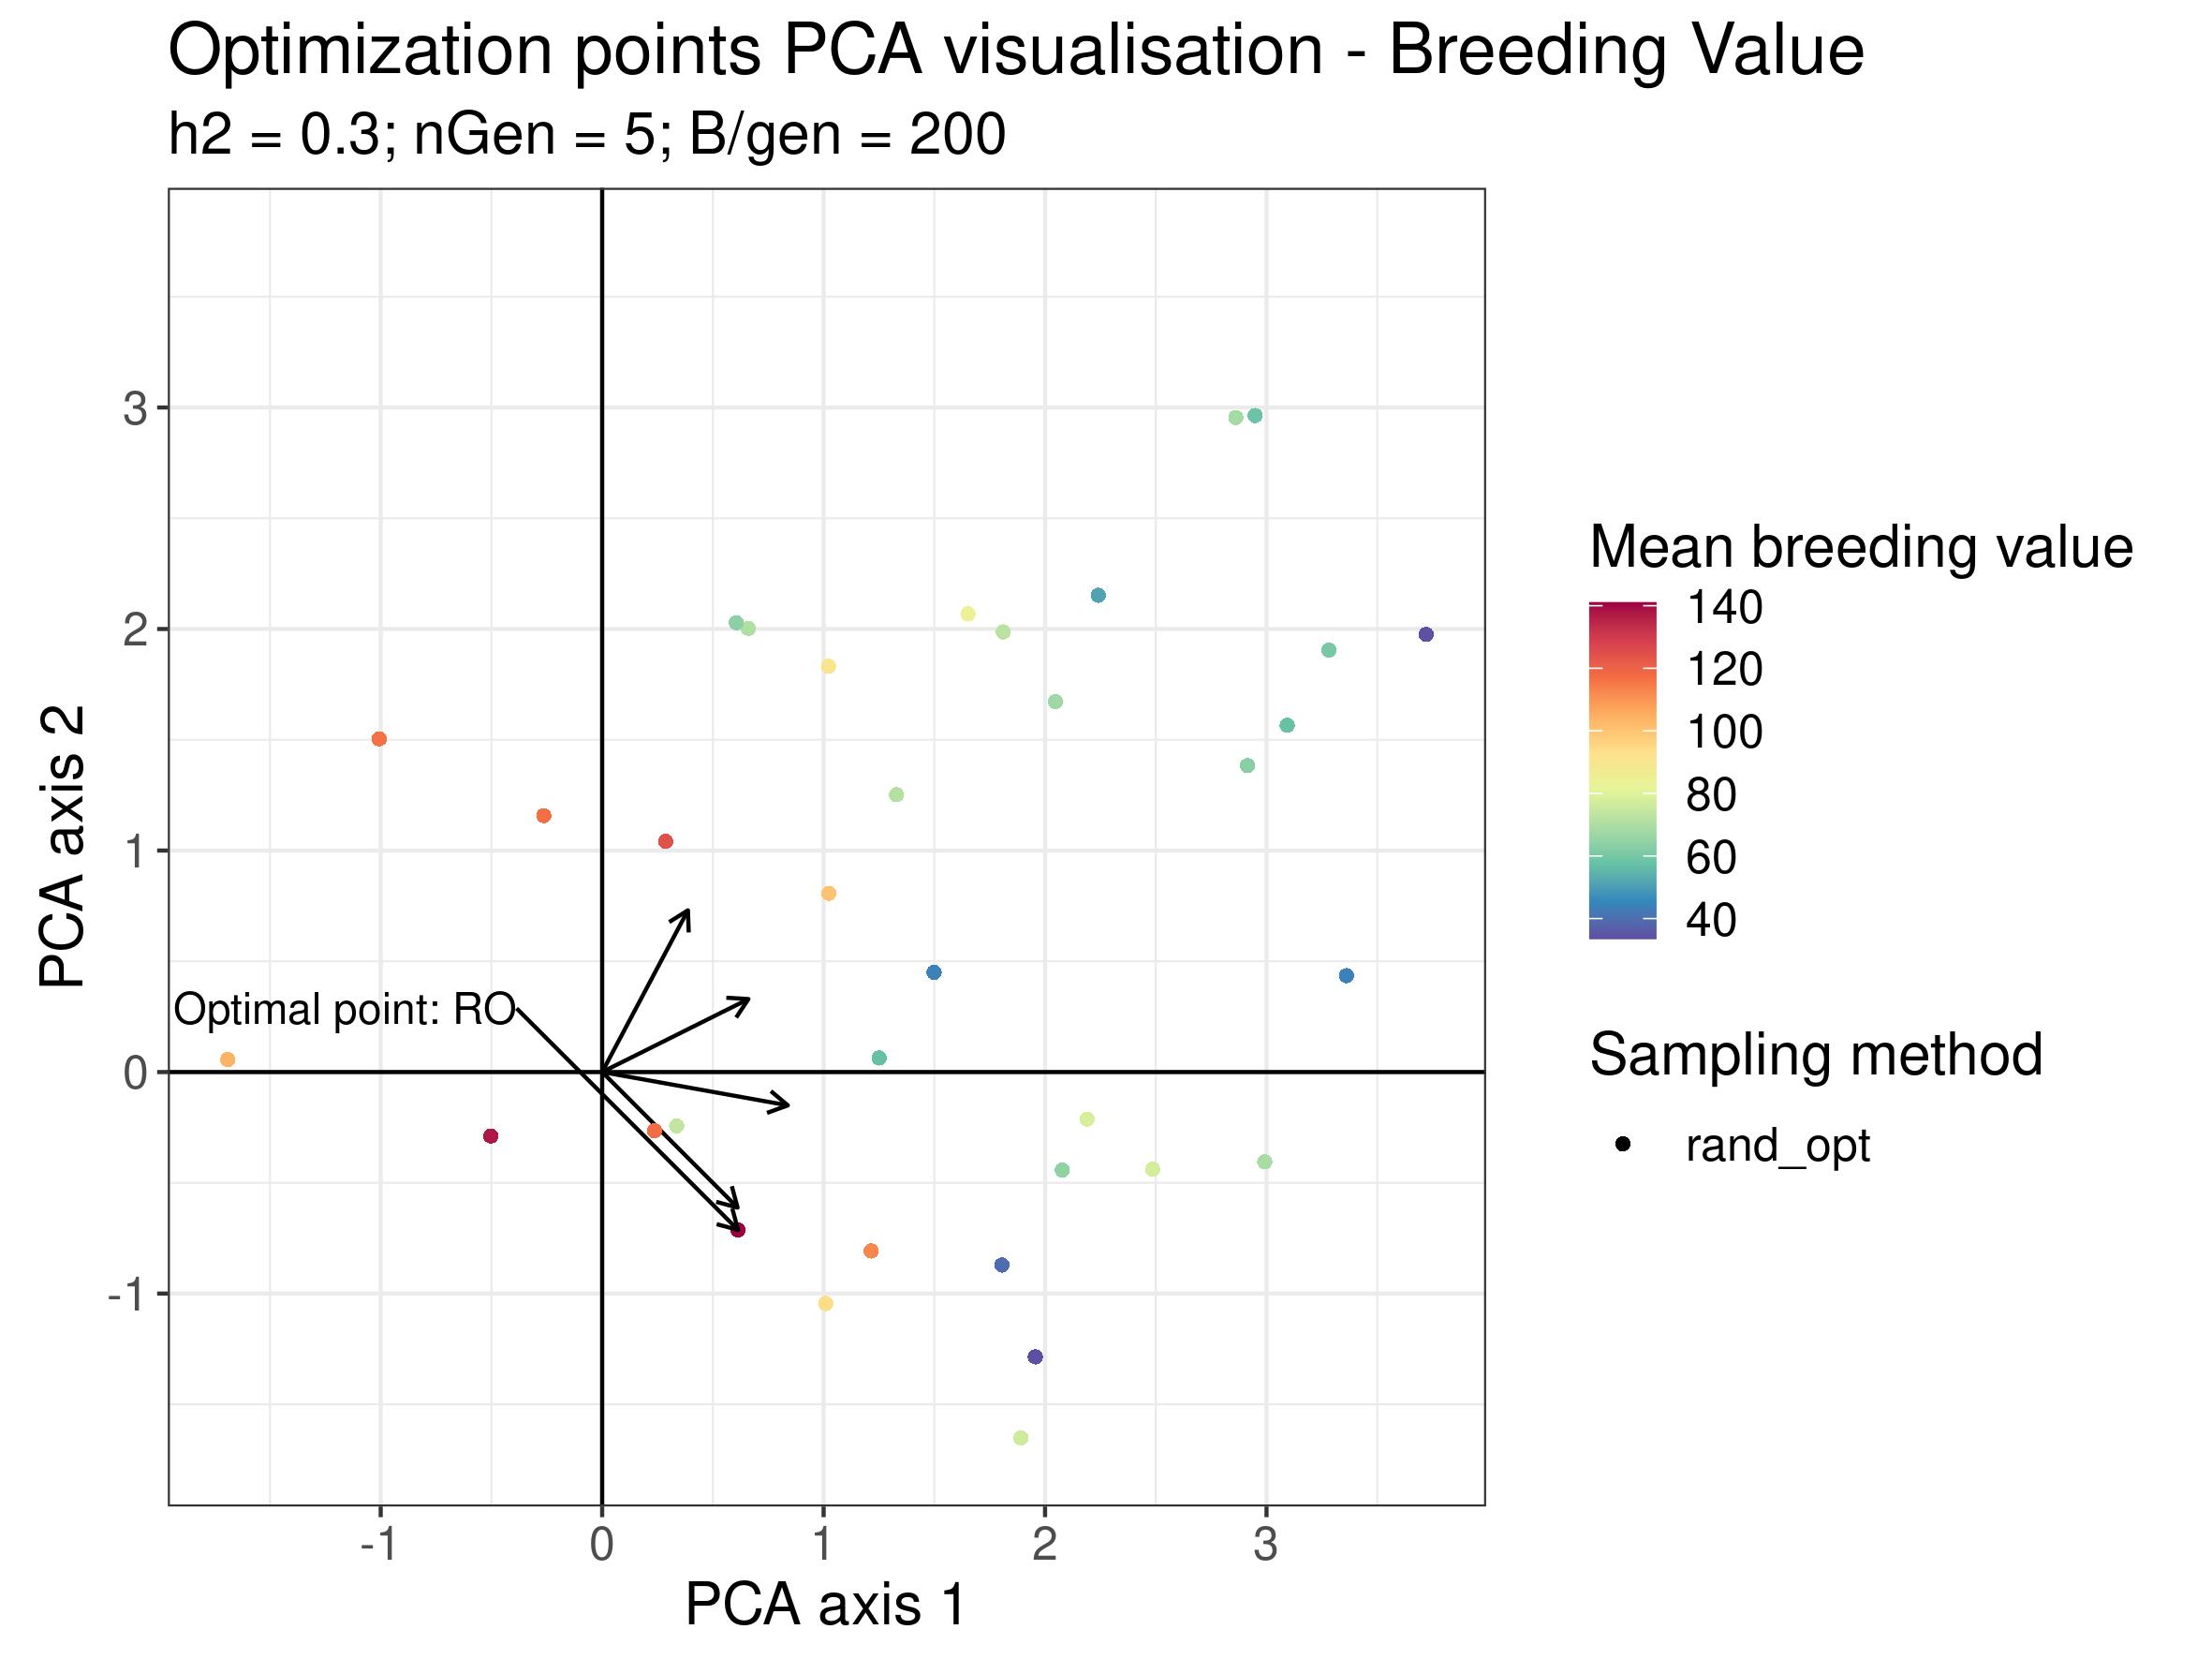 Optimization points PCA visualisation - Breeding Value
h2 = 0.3; nGen = 5; B/gen = 200
PCA axis 2
3
2
1
0
-1
Optimal point: RO
-1
0
1
2
3
PCA axis 1
Mean breeding value
140
120
100
80
60
40
Sampling method
rand_opt